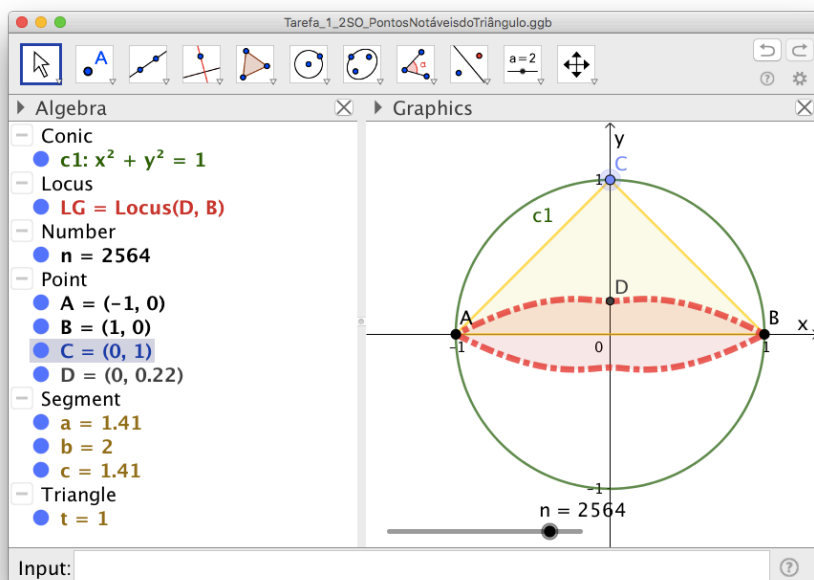 Tarefa_1_2SO_PontosNotáveisdoTriângulo.ggb
A
α
a=2
Algebra
Conic
c1: x² + y² = 1
Locus
LG = Locus(D, B)
Number
n = 2564
Point
A = (-1, 0)
B = (1, 0)
C = (0, 1)
D = (0, 0.22)
Segment
a = 1.41
b = 2
c = 1.41
Triangle
t = 1
Graphics
y
C
1
c1
D
A
B
x
-1
0
1
-1
n = 2564
Input: